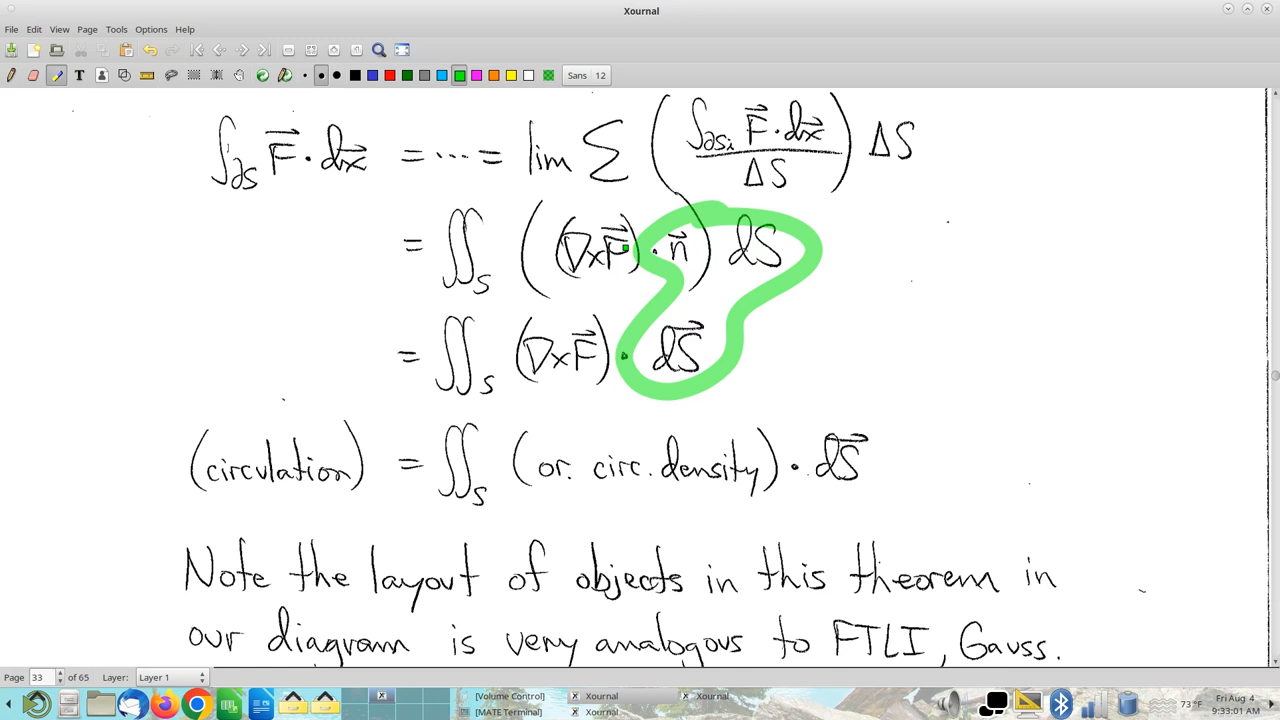 Xournal
File Edit View Page Tools Options Help
Sans 12
∫_∂S F⃗ · dx⃗ = ··· = lim Σ ( ∫_∂Si F⃗ · dx⃗ / ΔS ) ΔS
= ∬_S ( (∇×F⃗) · n⃗ ) dS
= ∬_S (∇×F⃗) · dS⃗
(circulation) = ∬_S (or. circ. density) · dS⃗
Note the layout of objects in this theorem in
our diagram is very analogous to FTLI, Gauss.
Page 33 of 65 Layer: Layer 1
[Volume Control] Xournal Xournal
[MATE Terminal] Xournal
73°F
Fri Aug 4
9:33:01 AM